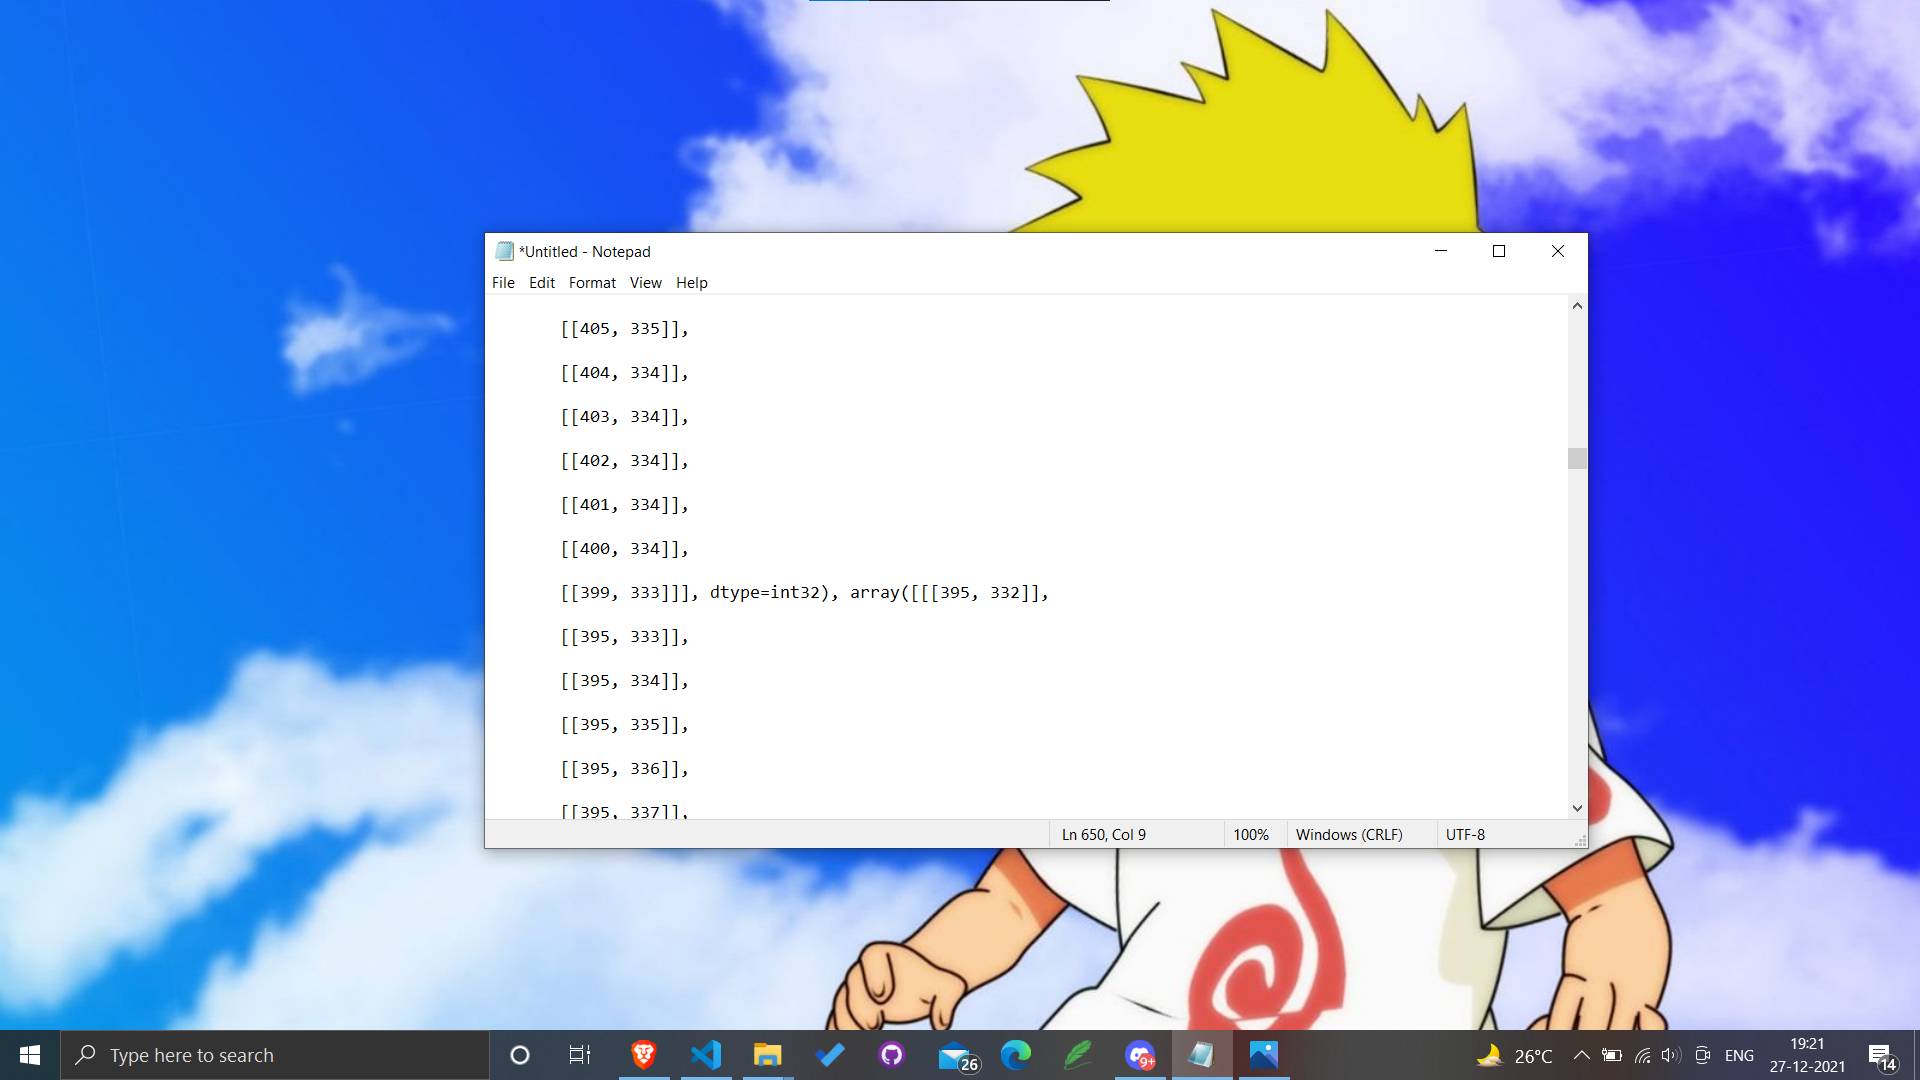 *Untitled - Notepad
File Edit Format View Help
[[405, 335]],
[[404, 334]],
[[403, 334]],
[[402, 334]],
[[401, 334]],
[[400, 334]],
[[399, 333]]], dtype=int32), array([[[395, 332]],
[[395, 333]],
[[395, 334]],
[[395, 335]],
[[395, 336]],
[[395, 337]],
Ln 650, Col 9 100% Windows (CRLF) UTF-8
Type here to search 26 9+ 26°C ENG 19:21 27-12-2021 14